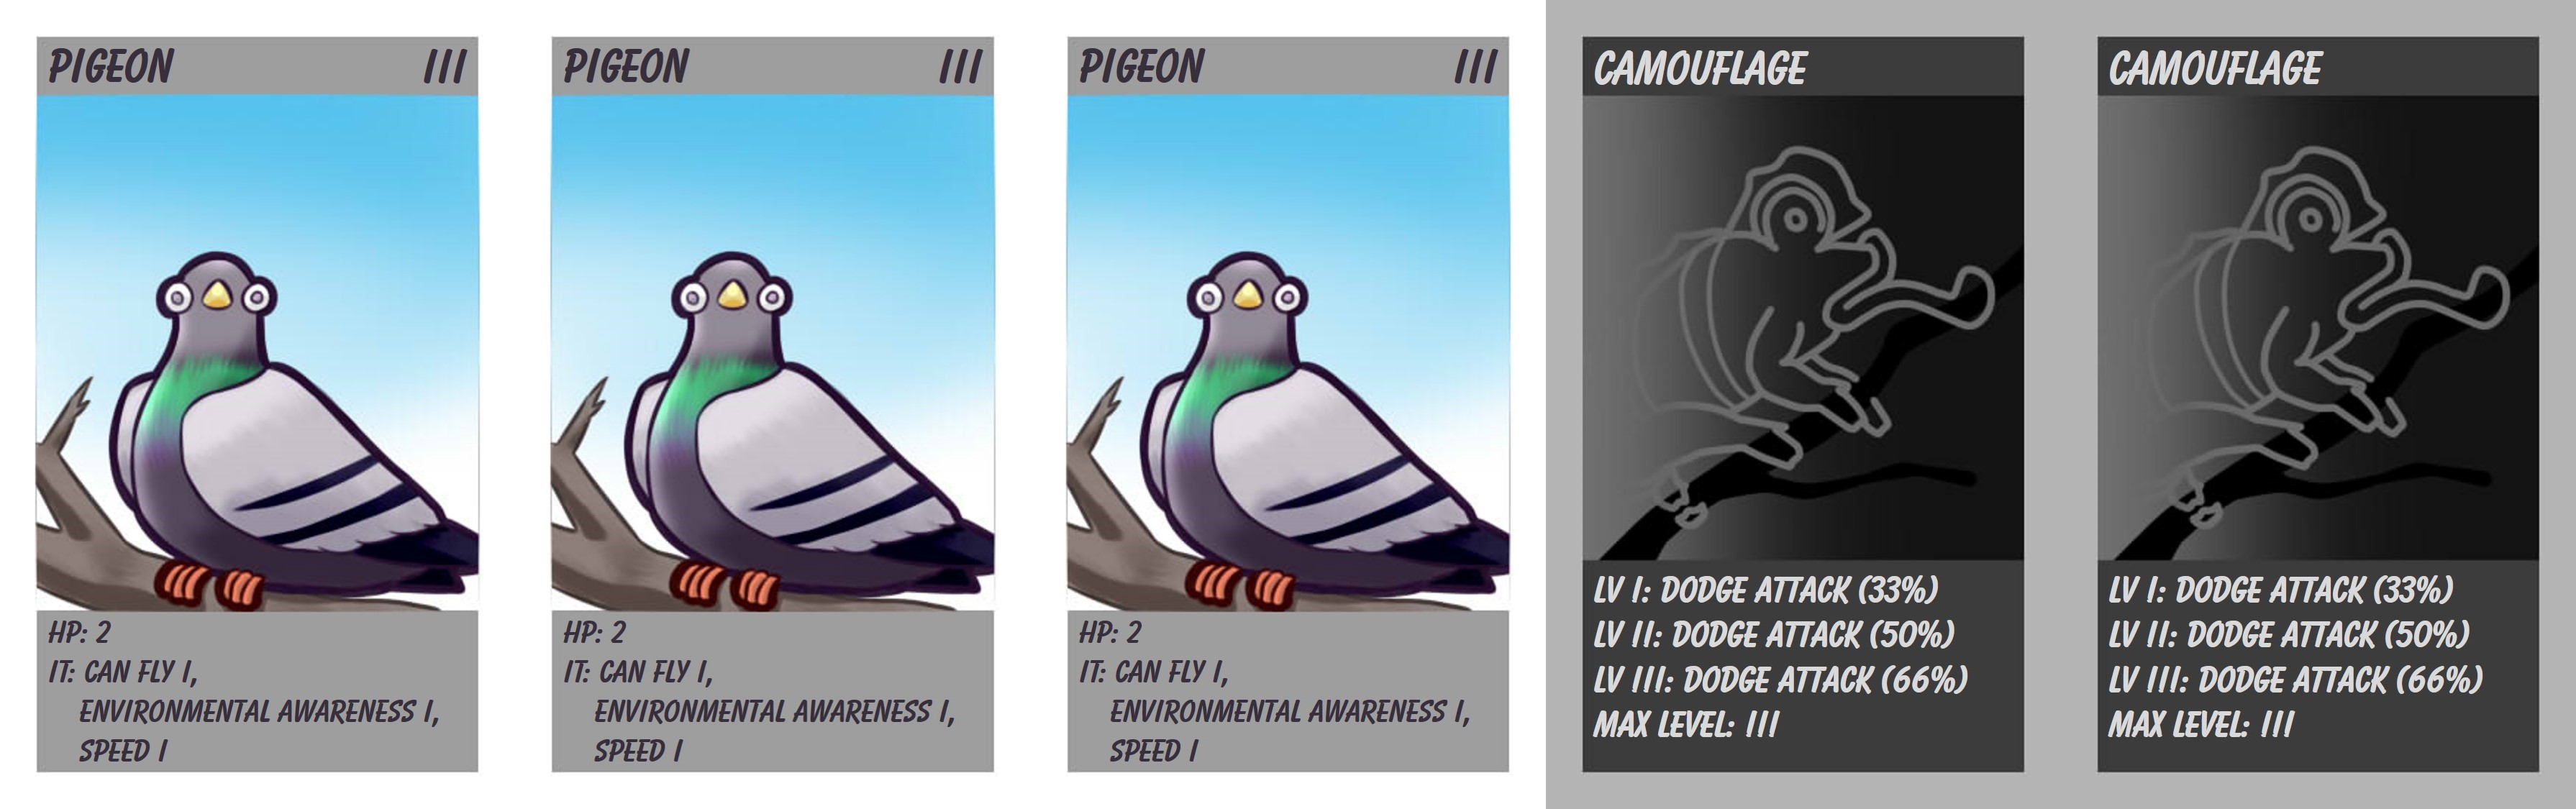 PIGEON III
HP: 2
IT: CAN FLY I,
ENVIRONMENTAL AWARENESS I,
SPEED I
PIGEON III
HP: 2
IT: CAN FLY I,
ENVIRONMENTAL AWARENESS I,
SPEED I
PIGEON III
HP: 2
IT: CAN FLY I,
ENVIRONMENTAL AWARENESS I,
SPEED I
CAMOUFLAGE
LV I: DODGE ATTACK (33%)
LV II: DODGE ATTACK (50%)
LV III: DODGE ATTACK (66%)
MAX LEVEL: III
CAMOUFLAGE
LV I: DODGE ATTACK (33%)
LV II: DODGE ATTACK (50%)
LV III: DODGE ATTACK (66%)
MAX LEVEL: III